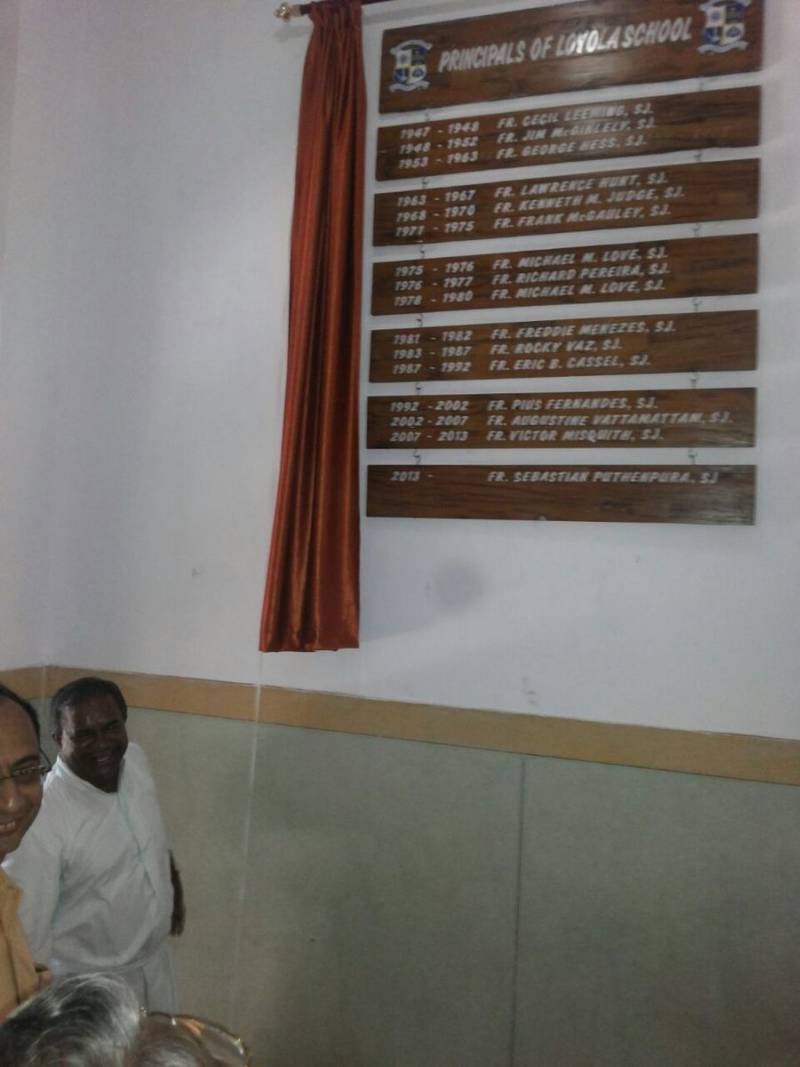 PRINCIPALS OF LOYOLA SCHOOL
1947 - 1948 FR. CECIL LEEMING, SJ.
1948 - 1952 FR. JIM McGINLELY, SJ.
1953 - 1963 FR. GEORGE HESS, SJ.
1963 - 1967 FR. LAWRENCE HUNT, SJ.
1968 - 1970 FR. KENNETH M. JUDGE, SJ.
1971 - 1975 FR. FRANK McGAULEY, SJ.
1975 - 1976 FR. MICHAEL M. LOVE, SJ.
1976 - 1977 FR. RICHARD PEREIRA, SJ.
1978 - 1980 FR. MICHAEL M. LOVE, SJ.
1981 - 1982 FR. FREDDIE MENEZES, SJ.
1983 - 1987 FR. ROCKY VAZ, SJ.
1987 - 1992 FR. ERIC B. CASSEL, SJ.
1992 - 2002 FR. PIUS FERNANDES, SJ.
2002 - 2007 FR. AUGUSTINE VATTAMATTAM, SJ.
2007 - 2013 FR. VICTOR MISQUITH, SJ.
2013 - FR. SEBASTIAN PUTHENPURA, SJ